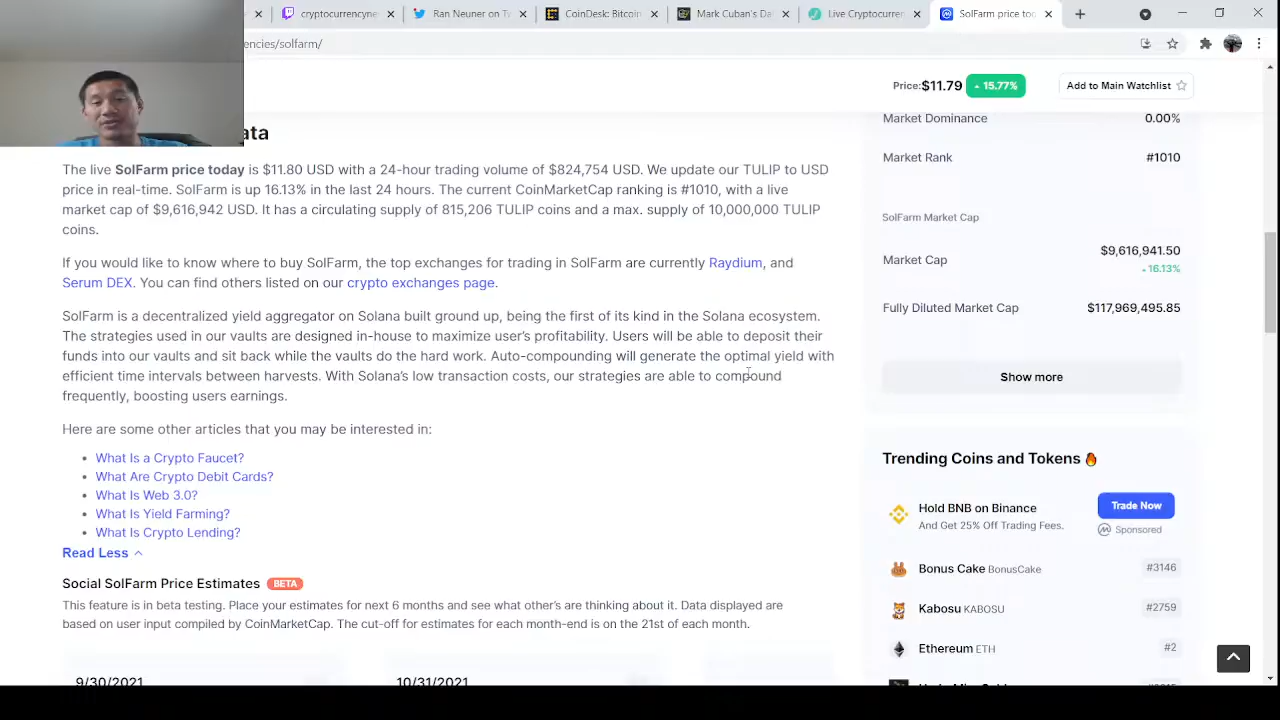 cryptocurrencyne
Ran Neuner on Tw
CoinDesk: Bitcoin
Mark Cuban's Da
Live Cryptocurren
SolFarm price too
encies/solfarm/
Price:$11.79 15.77% Add to Main Watchlist
ata
The live SolFarm price today is $11.80 USD with a 24-hour trading volume of $824,754 USD. We update our TULIP to USD
price in real-time. SolFarm is up 16.13% in the last 24 hours. The current CoinMarketCap ranking is #1010, with a live
market cap of $9,616,942 USD. It has a circulating supply of 815,206 TULIP coins and a max. supply of 10,000,000 TULIP
coins.
If you would like to know where to buy SolFarm, the top exchanges for trading in SolFarm are currently Raydium, and
Serum DEX. You can find others listed on our crypto exchanges page.
SolFarm is a decentralized yield aggregator on Solana built ground up, being the first of its kind in the Solana ecosystem.
The strategies used in our vaults are designed in-house to maximize user's profitability. Users will be able to deposit their
funds into our vaults and sit back while the vaults do the hard work. Auto-compounding will generate the optimal yield with
efficient time intervals between harvests. With Solana's low transaction costs, our strategies are able to compound
frequently, boosting users earnings.
Here are some other articles that you may be interested in:
• What Is a Crypto Faucet?
• What Are Crypto Debit Cards?
• What Is Web 3.0?
• What Is Yield Farming?
• What Is Crypto Lending?
Read Less
Social SolFarm Price Estimates BETA
This feature is in beta testing. Place your estimates for next 6 months and see what other's are thinking about it. Data displayed are
based on user input compiled by CoinMarketCap. The cut-off for estimates for each month-end is on the 21st of each month.
9/30/2021 10/31/2021
Market Dominance 0.00%
Market Rank #1010
SolFarm Market Cap
Market Cap $9,616,941.50
16.13%
Fully Diluted Market Cap $117,969,495.85
Show more
Trending Coins and Tokens
Hold BNB on Binance
And Get 25% Off Trading Fees.
Trade Now
Sponsored
Bonus Cake BonusCake #3146
Kabosu KABOSU #2759
Ethereum ETH #2